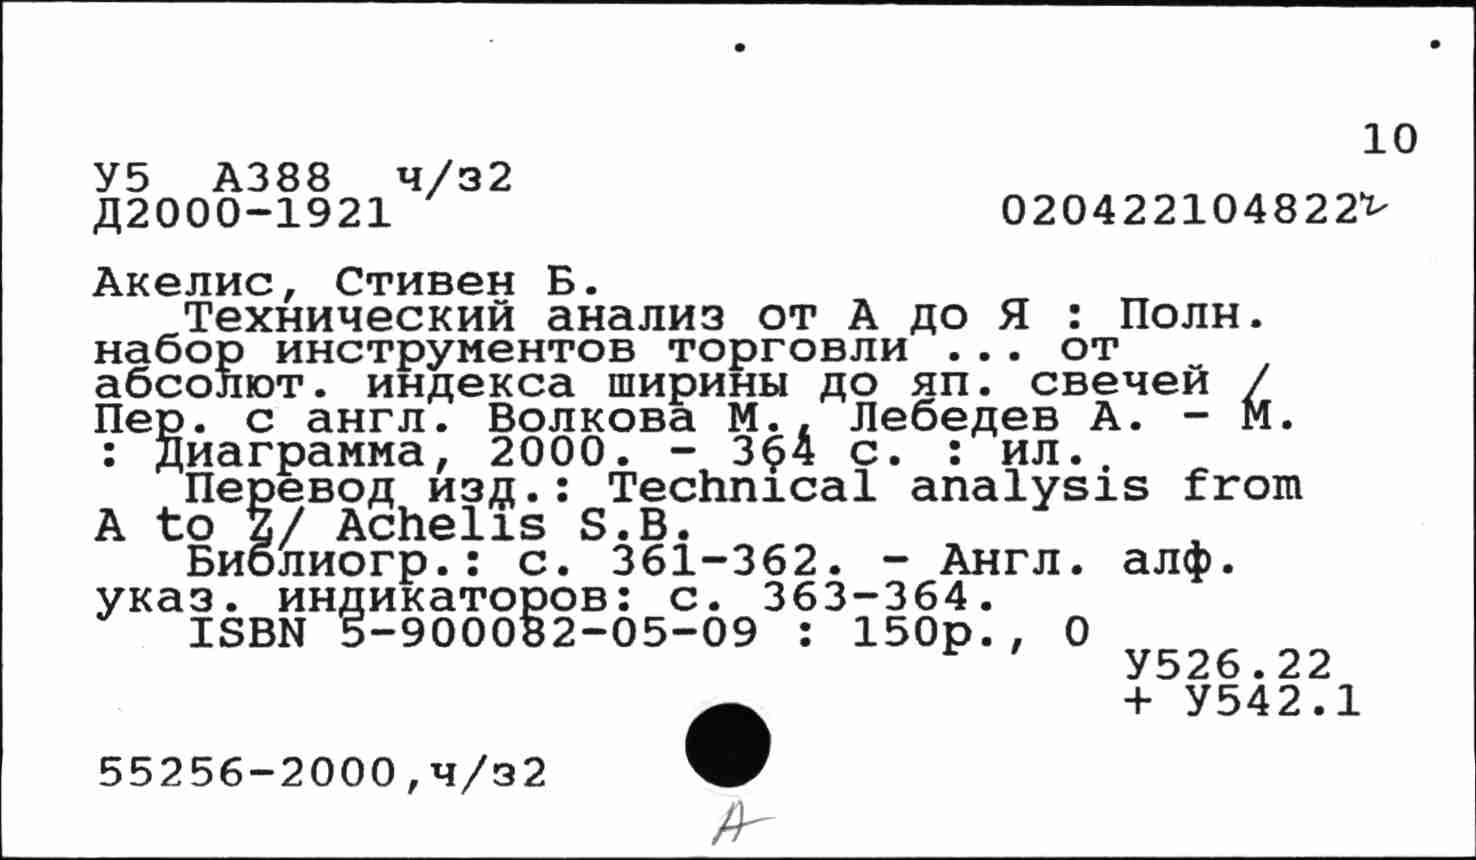 10
У5  А388  ч/з2
Д2000-1921
020422104822
Акелис, Стивен Б.
Технический анализ от А до Я : Полн.
набор инструментов торговли ... от
абсолют. индекса ширины до яп. свечей /
Пер. с англ. Волкова М., Лебедев А. - М.
: Диаграмма, 2000. - 364 с. : ил.
Перевод изд.: Technical analysis from
A to Z/ Achelis S.B.
Библиогр.: с. 361-362. - Англ. алф.
указ. индикаторов: с. 363-364.
ISBN 5-900082-05-09 : 150р., 0
У526.22
+ У542.1
55256-2000,ч/з2
А